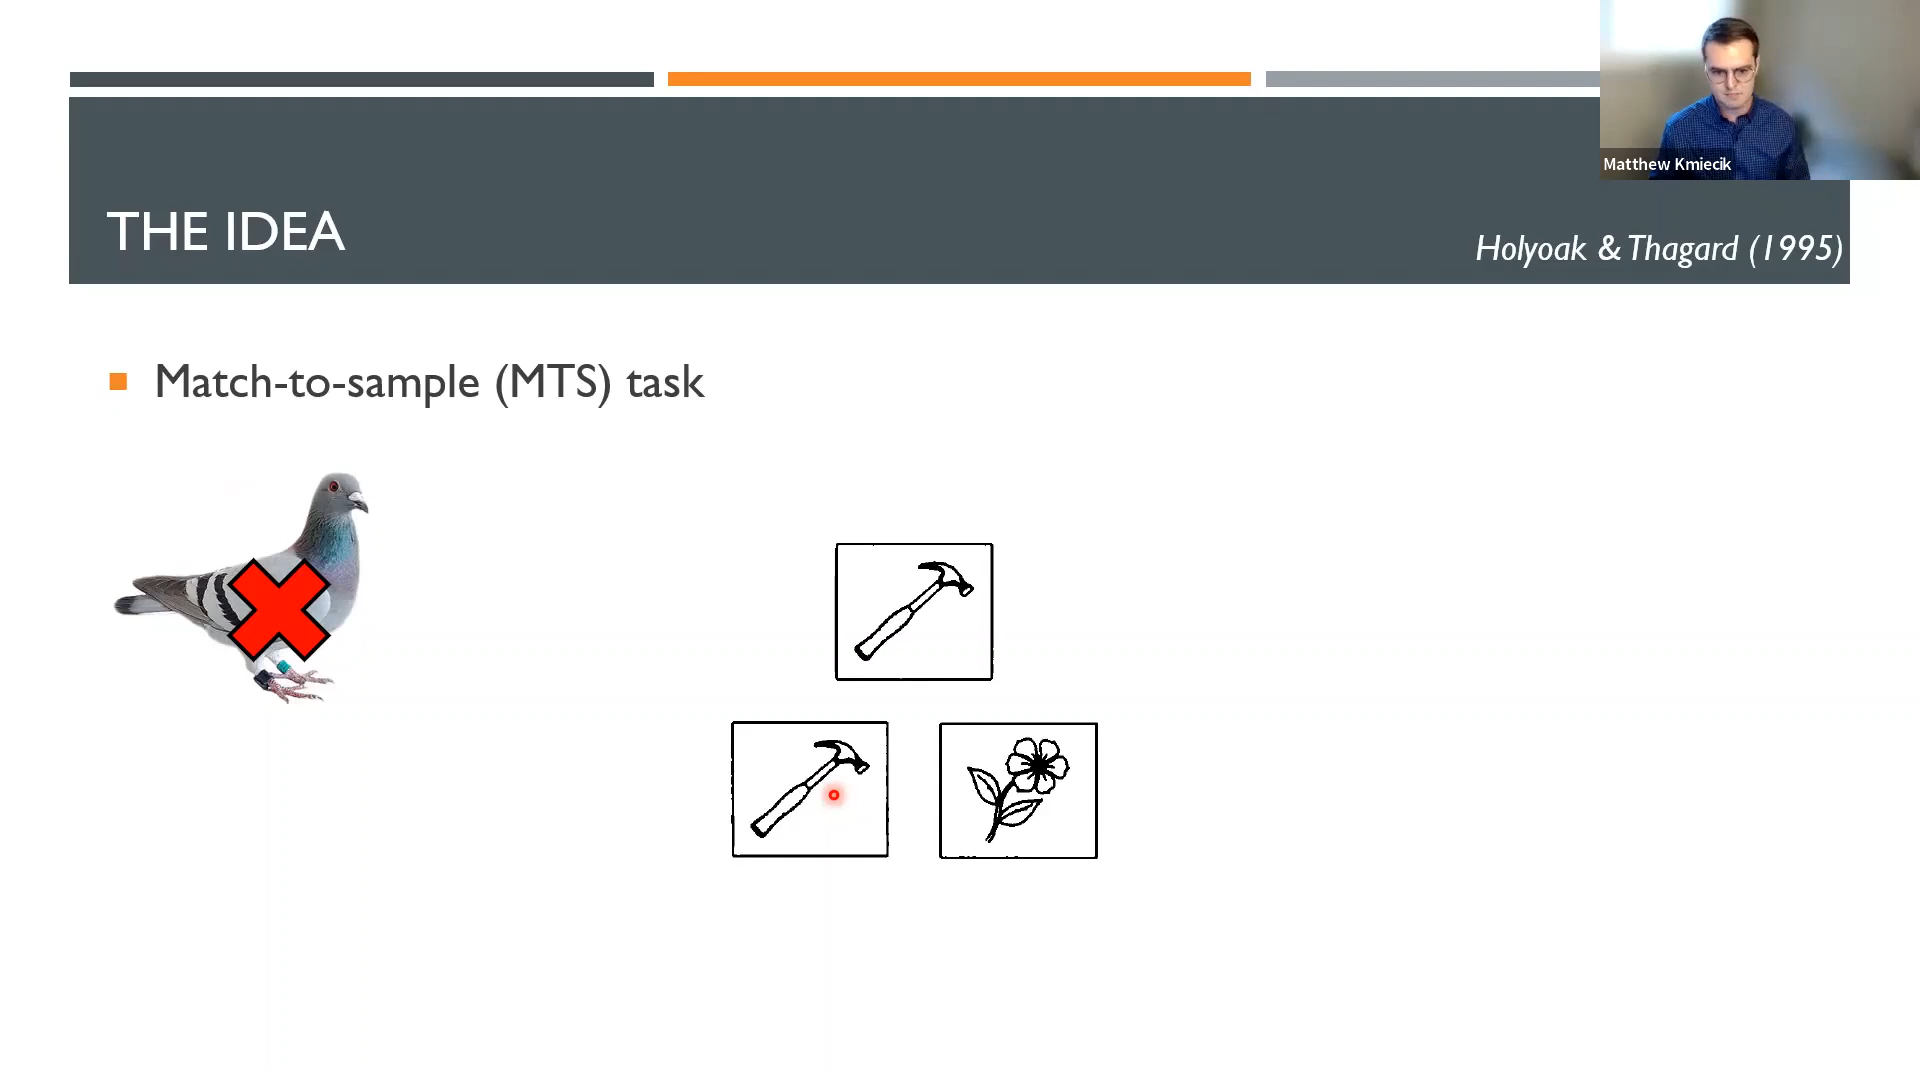 Matthew Kmiecik
THE IDEA
Holyoak & Thagard (1995)
Match-to-sample (MTS) task